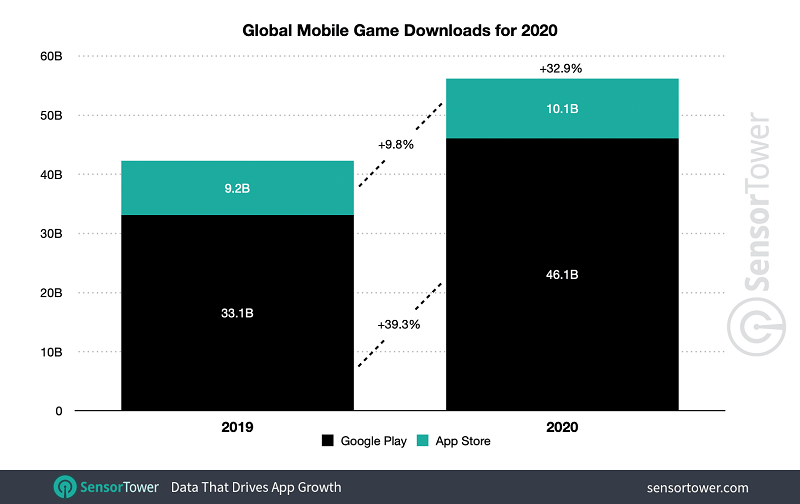 Global Mobile Game Downloads for 2020
60B
50B
40B
30B
20B
10B
0
+32.9%
10.1B
+9.8%
9.2B
46.1B
33.1B
+39.3%
2019
2020
Google Play
App Store
SensorTower
SensorTower
Data That Drives App Growth
sensortower.com